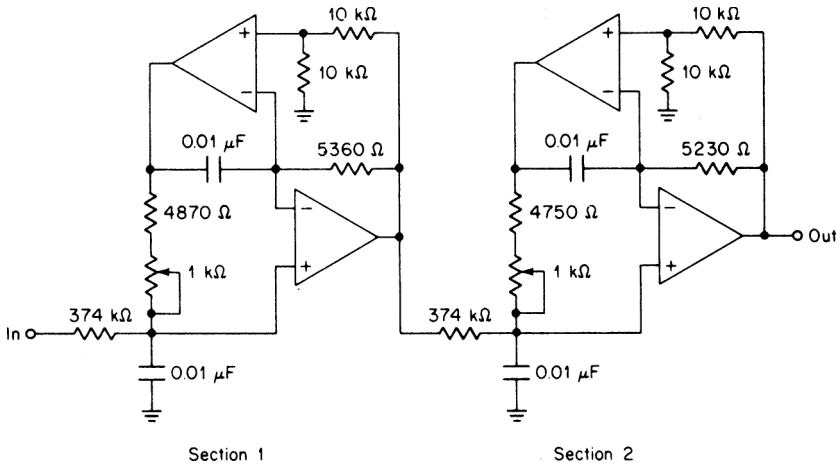 10 kΩ
+
10 kΩ
−
0.01 μF
5360 Ω
4870 Ω
−
+
1 kΩ
374 kΩ
In
0.01 μF
Section 1
10 kΩ
+
10 kΩ
−
0.01 μF
5230 Ω
4750 Ω
−
+
Out
1 kΩ
374 kΩ
0.01 μF
Section 2